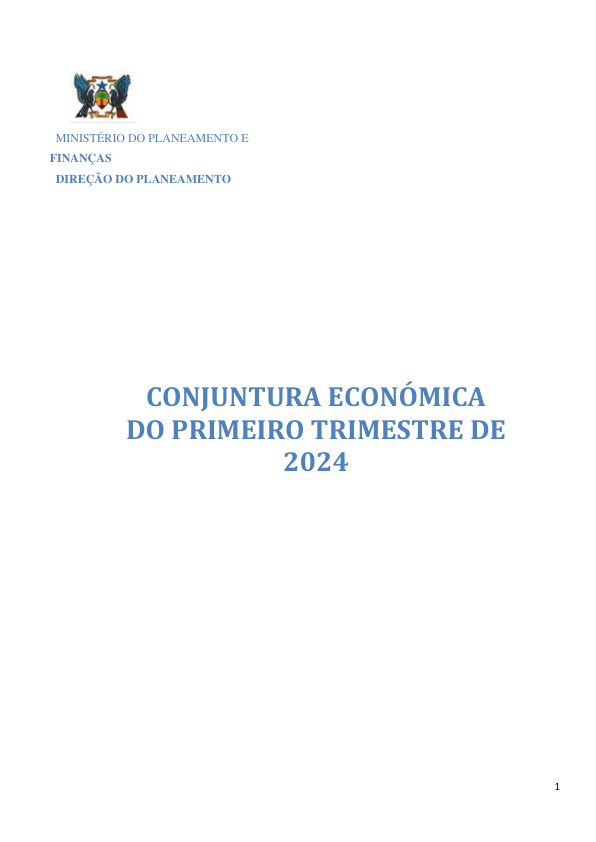 MINISTÉRIO DO PLANEAMENTO E
FINANÇAS
DIREÇÃO DO PLANEAMENTO
CONJUNTURA ECONÓMICA
DO PRIMEIRO TRIMESTRE DE
2024
1